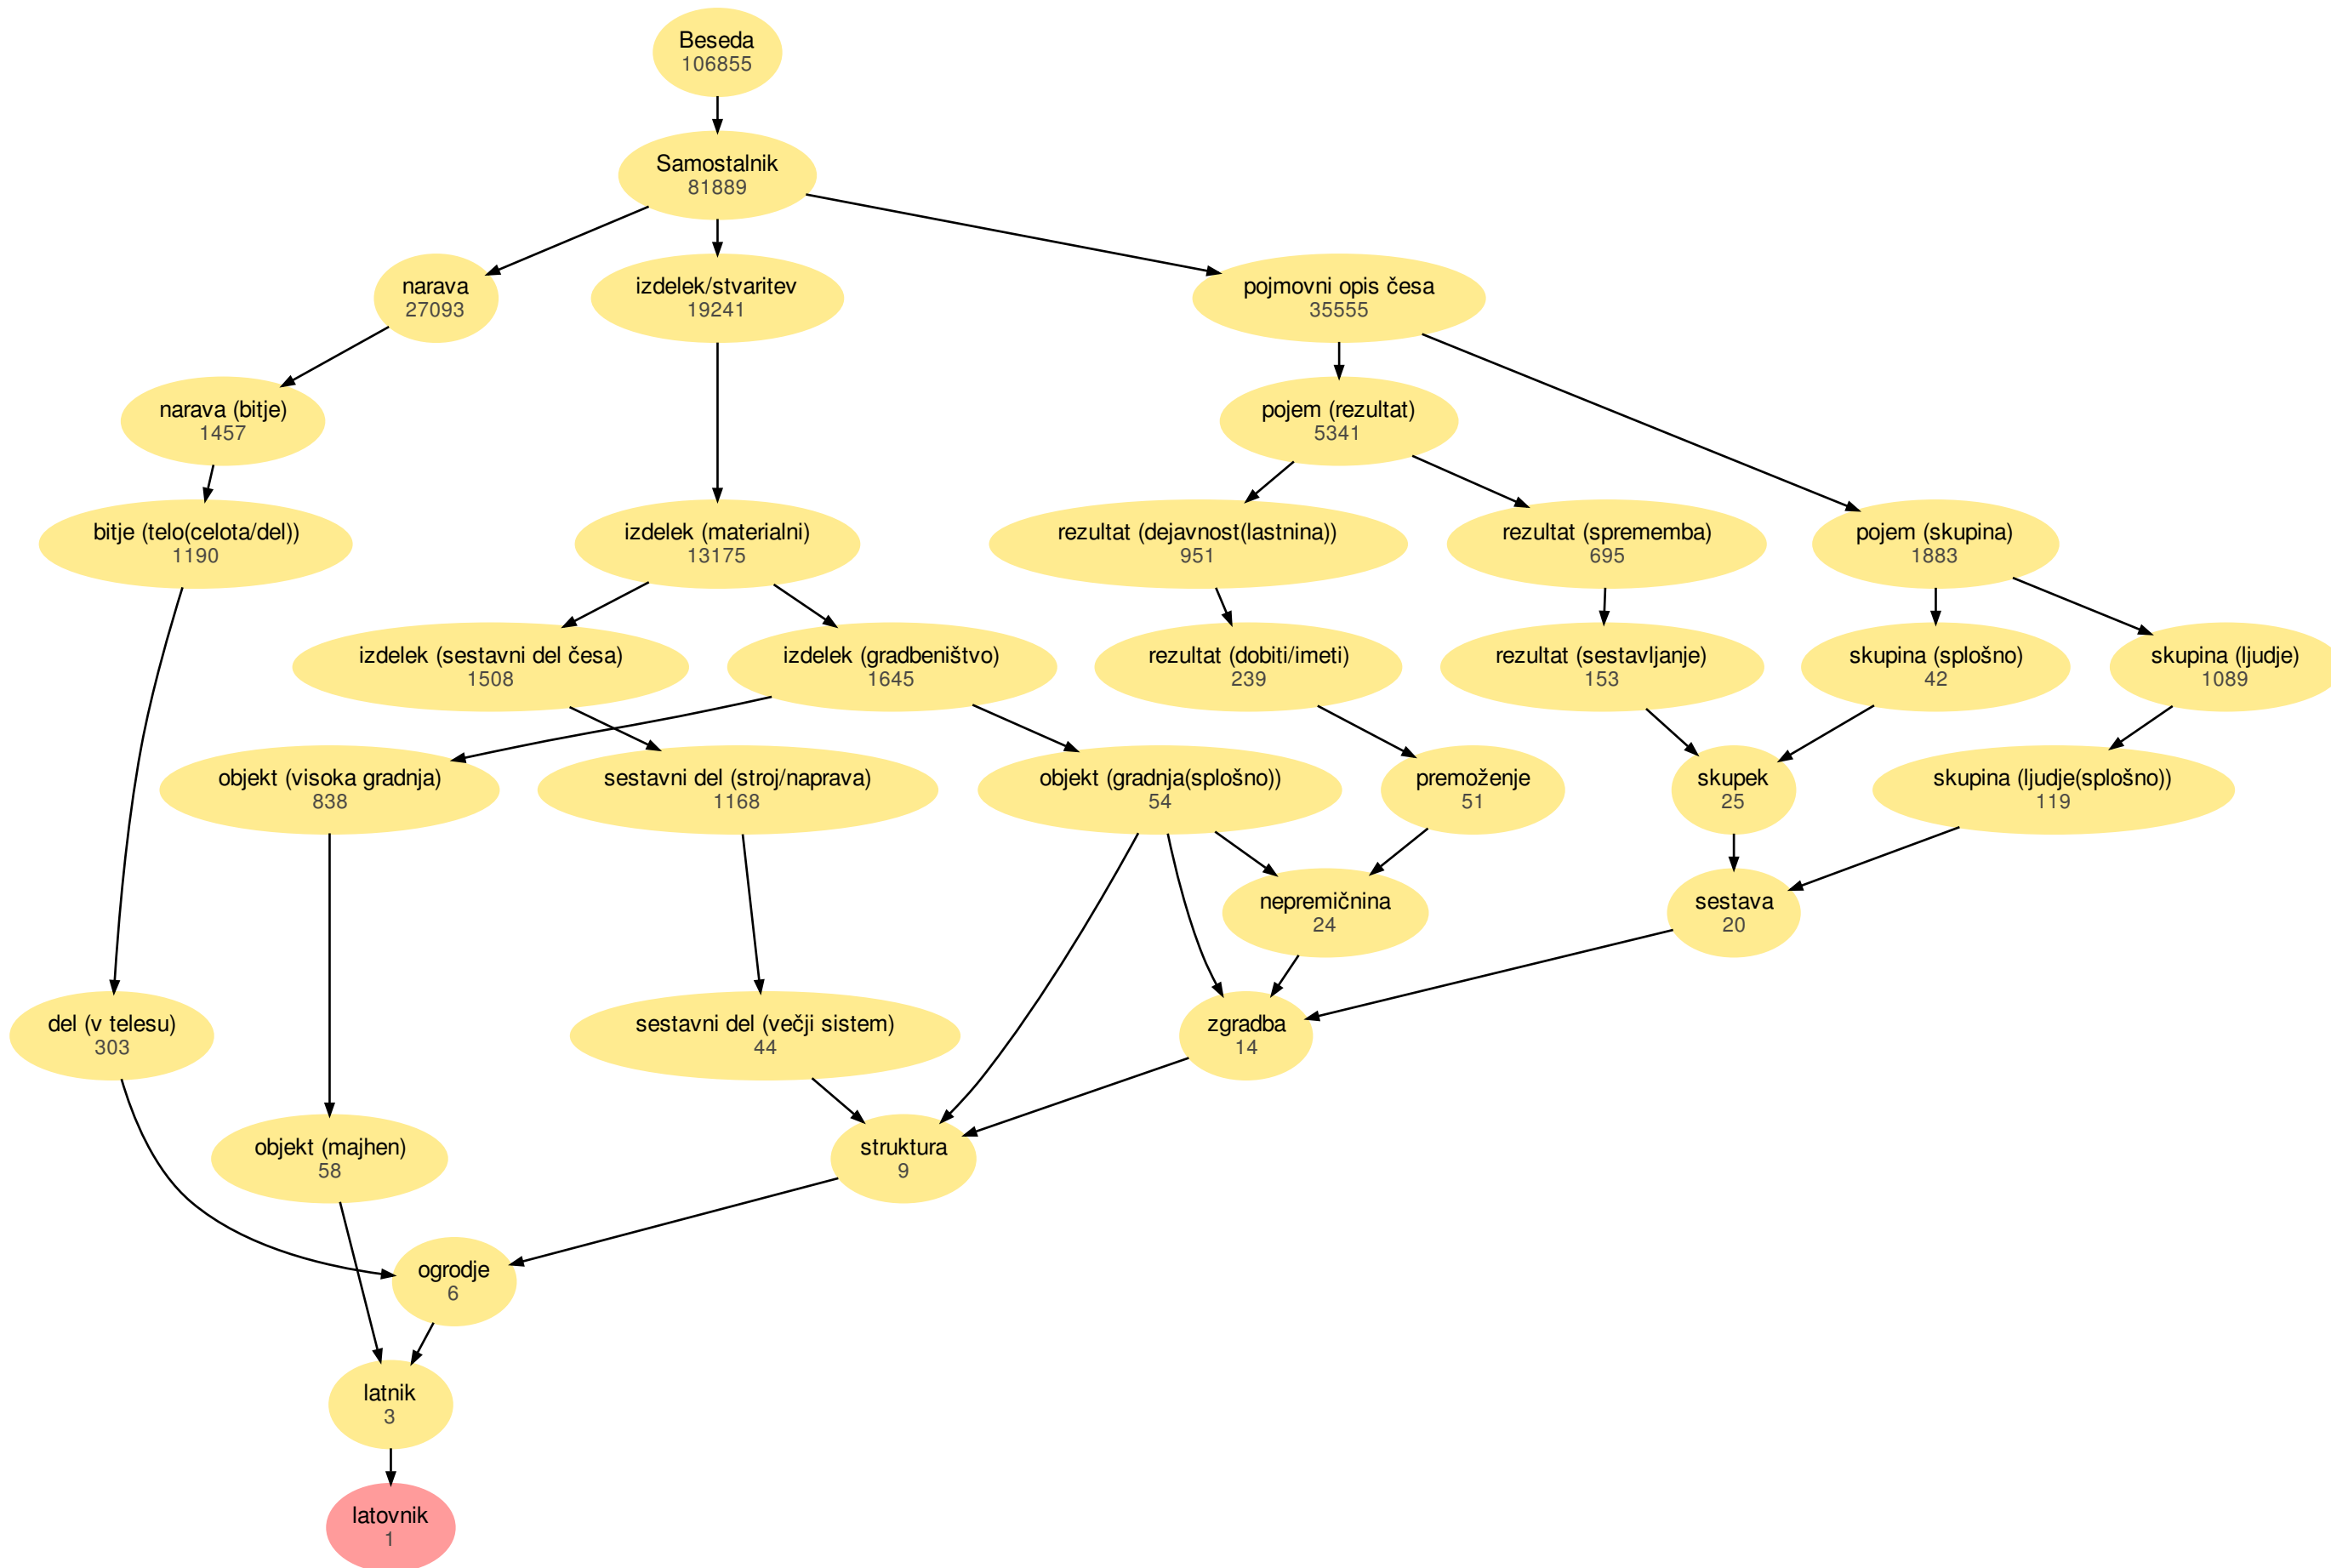 Beseda
106855
Samostalnik
81889
narava
27093
izdelek/stvaritev
19241
pojmovni opis česa
35555
narava (bitje)
1457
pojem (rezultat)
5341
bitje (telo(celota/del))
1190
izdelek (materialni)
13175
rezultat (dejavnost(lastnina))
951
rezultat (sprememba)
695
pojem (skupina)
1883
izdelek (sestavni del česa)
1508
izdelek (gradbeništvo)
1645
rezultat (dobiti/imeti)
239
rezultat (sestavljanje)
153
skupina (splošno)
42
skupina (ljudje)
1089
objekt (visoka gradnja)
838
sestavni del (stroj/naprava)
1168
objekt (gradnja(splošno))
54
premoženje
51
skupek
25
skupina (ljudje(splošno))
119
nepremičnina
24
sestava
20
del (v telesu)
303
sestavni del (večji sistem)
44
zgradba
14
objekt (majhen)
58
struktura
9
ogrodje
6
latnik
3
latovnik
1